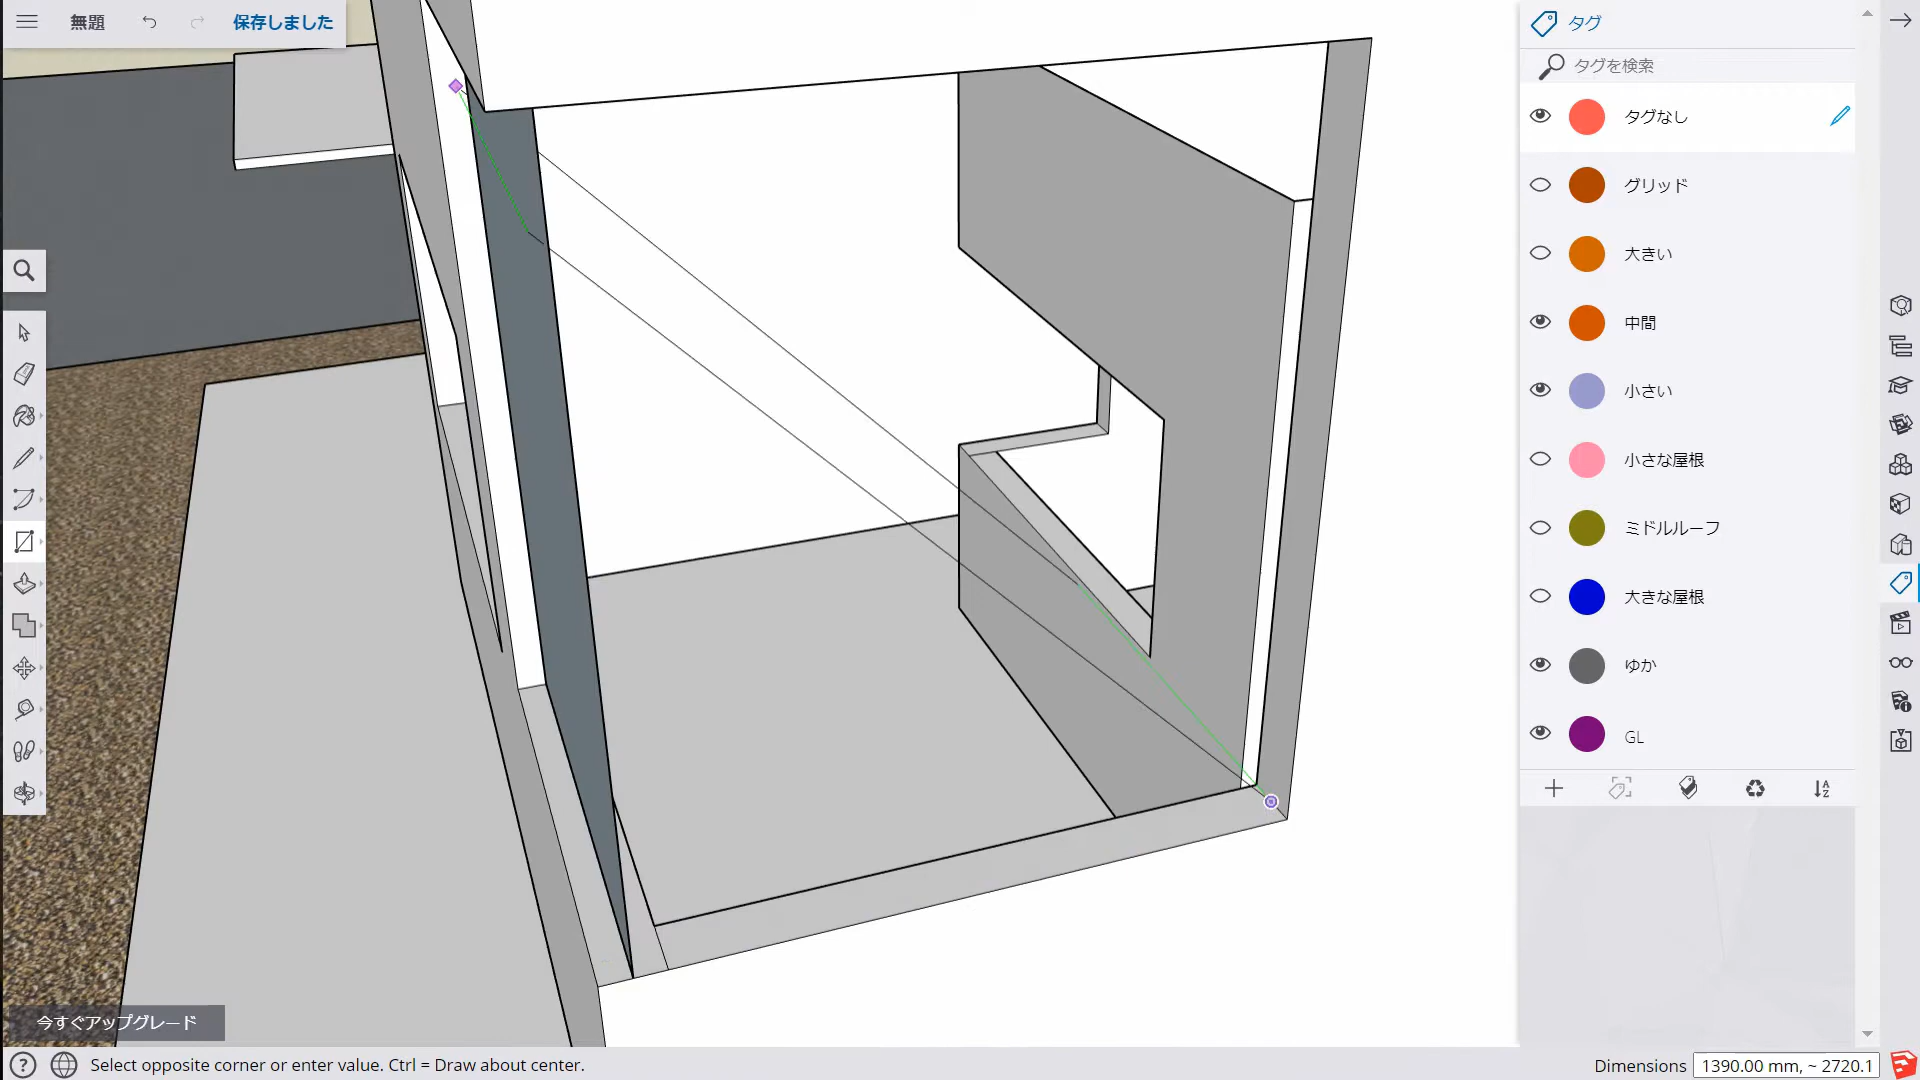 無題
保存しました
タグ
タグを検索
タグなし
グリッド
大きい
中間
小さい
小さな屋根
ミドルルーフ
大きな屋根
ゆか
GL
今すぐアップグレード
Select opposite corner or enter value. Ctrl = Draw about center.
Dimensions 1390.00 mm, ~ 2720.1